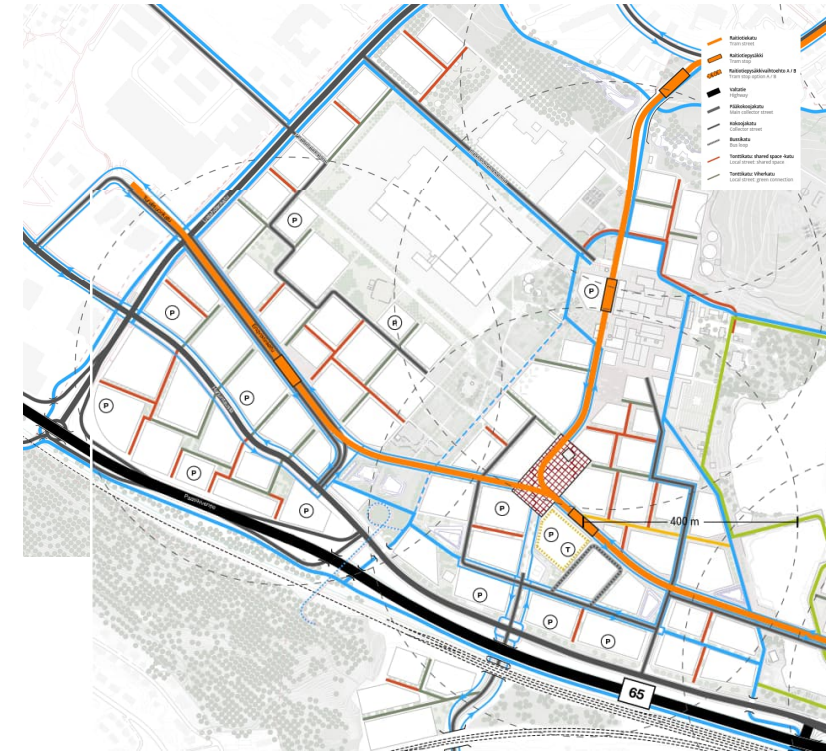 Raitiotiekatu
Tram street
Raitiotiepysäkki
Tram stop
Raitiotiepysäkkivaihtoehto A / B
Tram stop option A / B
Valtatie
Highway
Pääkokoojakatu
Main collector street
Kokoojakatu
Collector street
Bussikatu
Bus loop
Tonttikatu: shared space -katu
Local street: shared space
Tonttikatu: Viherkatu
Local street: green connection
P
P
P
P
P
P
P
400 m
P
P
P
T
P
P
P
65